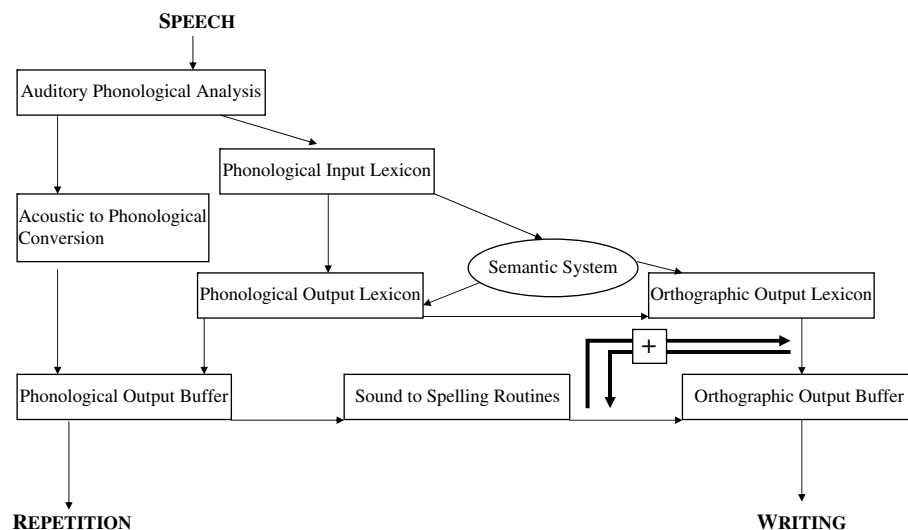 SPEECH
Auditory Phonological Analysis
Phonological Input Lexicon
Acoustic to Phonological
Conversion
Semantic System
Phonological Output Lexicon
Orthographic Output Lexicon
+
Phonological Output Buffer
Sound to Spelling Routines
Orthographic Output Buffer
REPETITION
WRITING